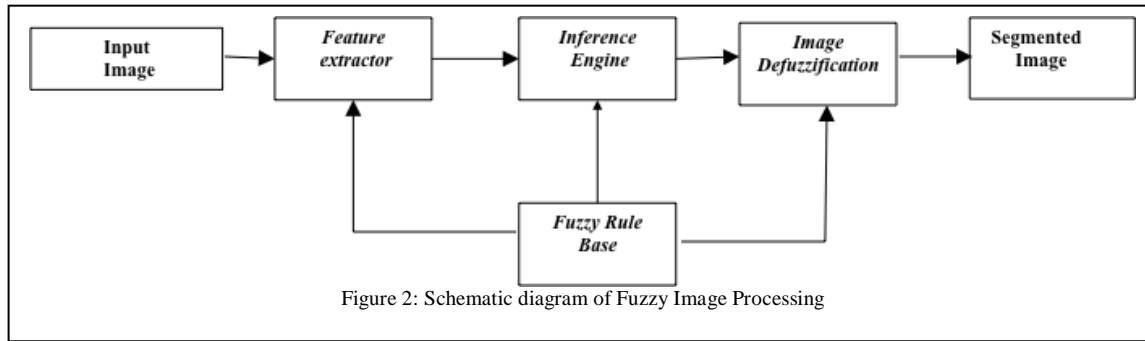 Input
Image
Feature
extractor
Inference
Engine
Image
Defuzzification
Segmented
Image
Fuzzy Rule
Base
Figure 2: Schematic diagram of Fuzzy Image Processing